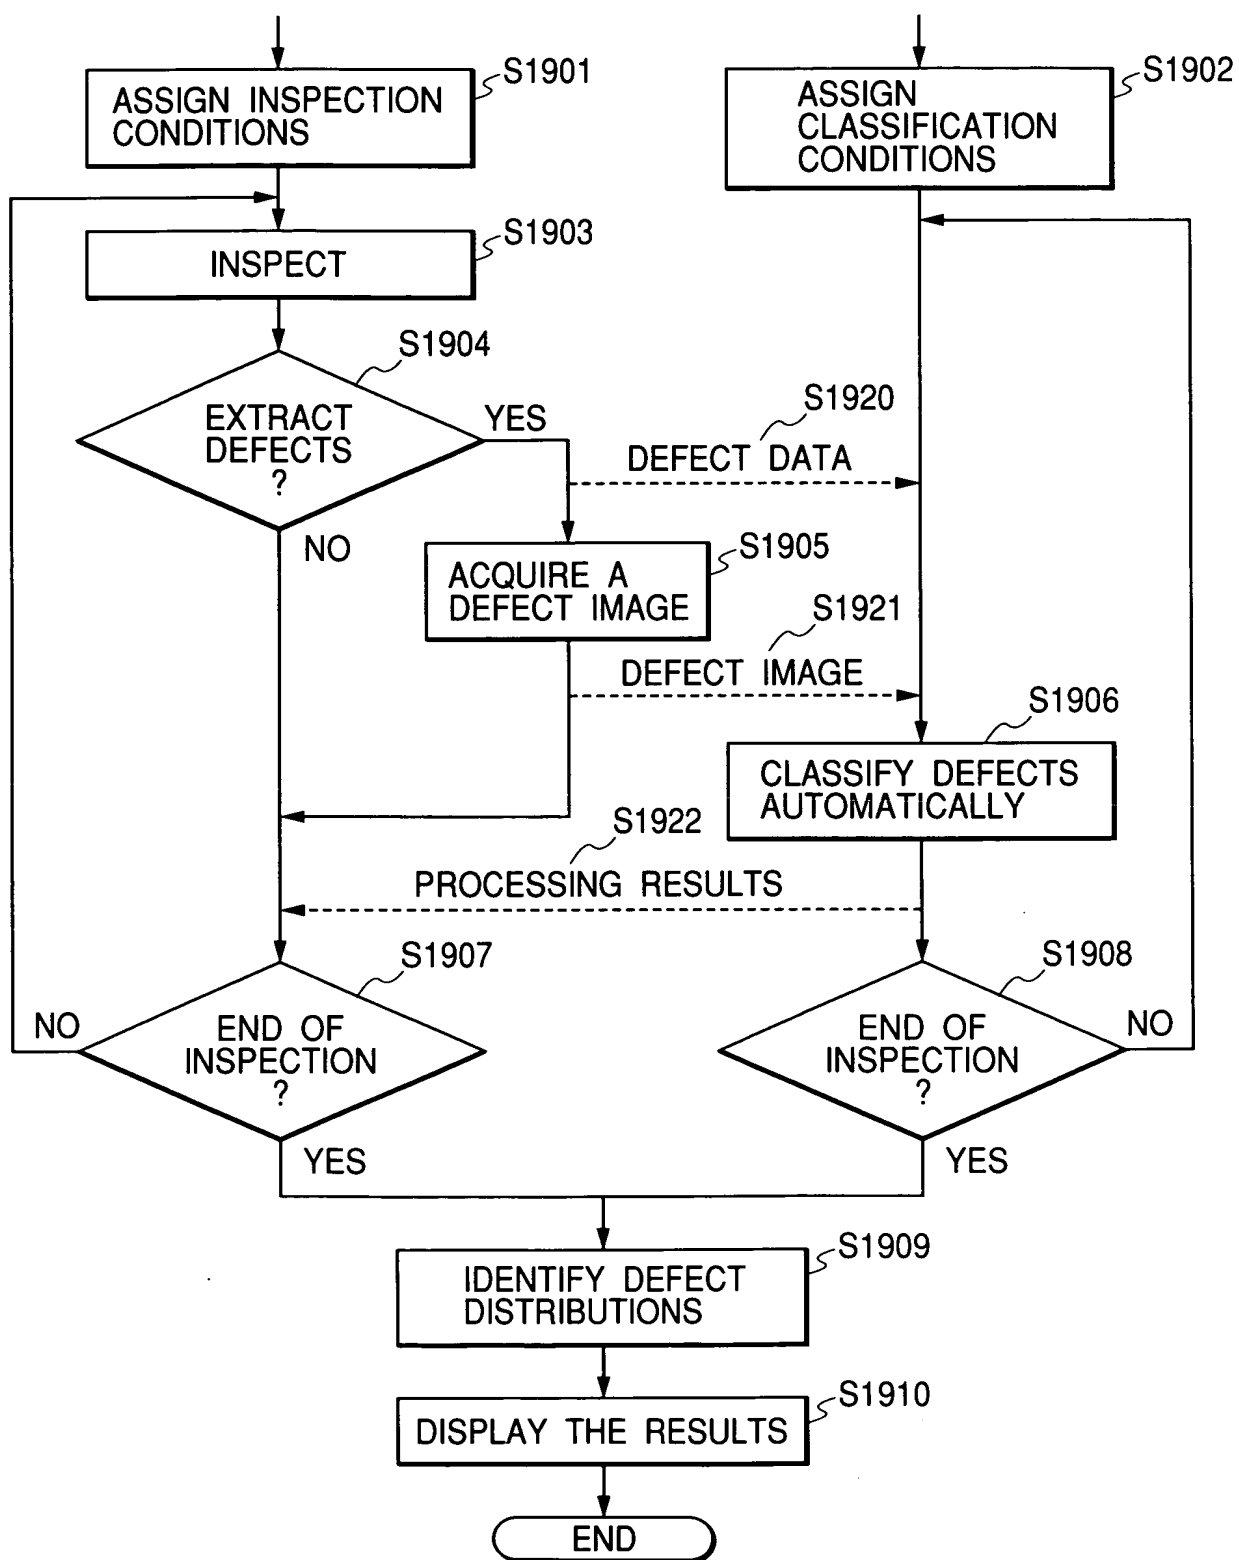 S1901
ASSIGN INSPECTION
CONDITIONS
S1902
ASSIGN
CLASSIFICATION
CONDITIONS
S1903
INSPECT
S1904
EXTRACT
DEFECTS
?
YES
NO
S1920
DEFECT DATA
S1905
ACQUIRE A
DEFECT IMAGE
S1921
DEFECT IMAGE
S1906
CLASSIFY DEFECTS
AUTOMATICALLY
S1922
PROCESSING RESULTS
S1907
END OF
INSPECTION
?
NO
YES
S1908
END OF
INSPECTION
?
NO
YES
S1909
IDENTIFY DEFECT
DISTRIBUTIONS
S1910
DISPLAY THE RESULTS
END